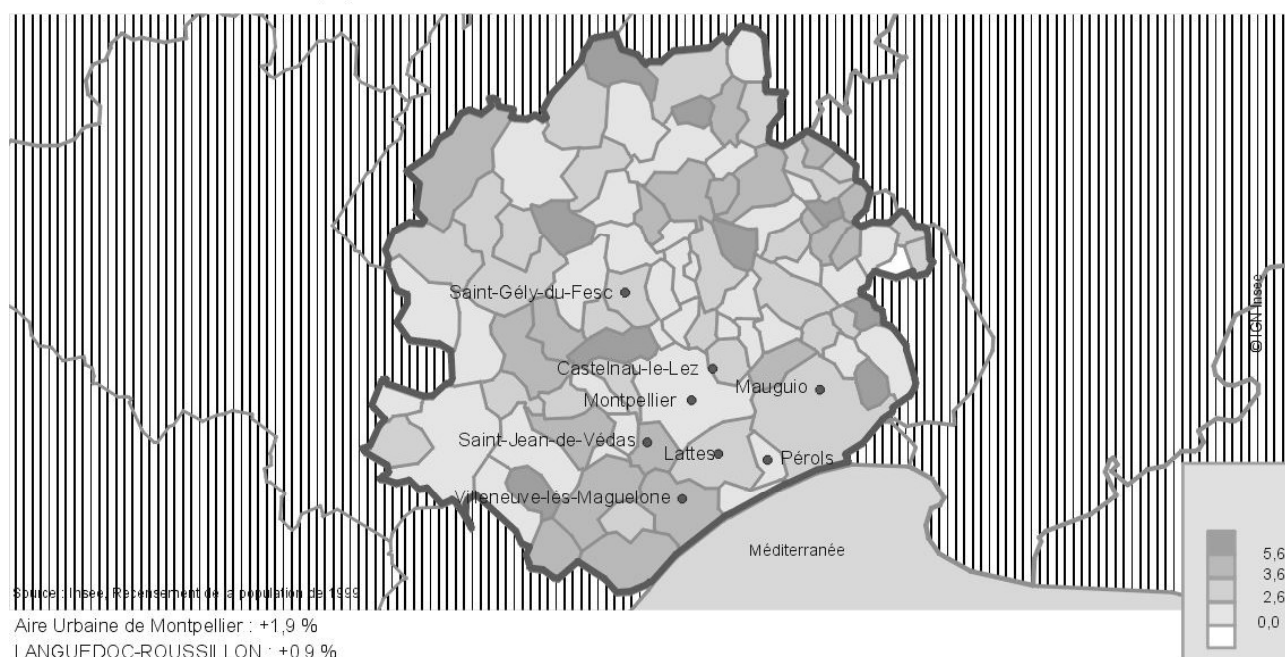 Saint-Gély-du-Fesc
© IGN Insee
Castelnau-le-Lez
Mauguio
Montpellier
Saint-Jean-de-Védas
Lattes
Pérols
Villeneuve-lés-Maguelone
Méditerranée
5,6
3,6
2,6
0,0
Source : Insee, Recensement de la population de 1999
Aire Urbaine de Montpellier : +1,9 %
LANGUEDOC-ROUSSILLON : +0,9 %